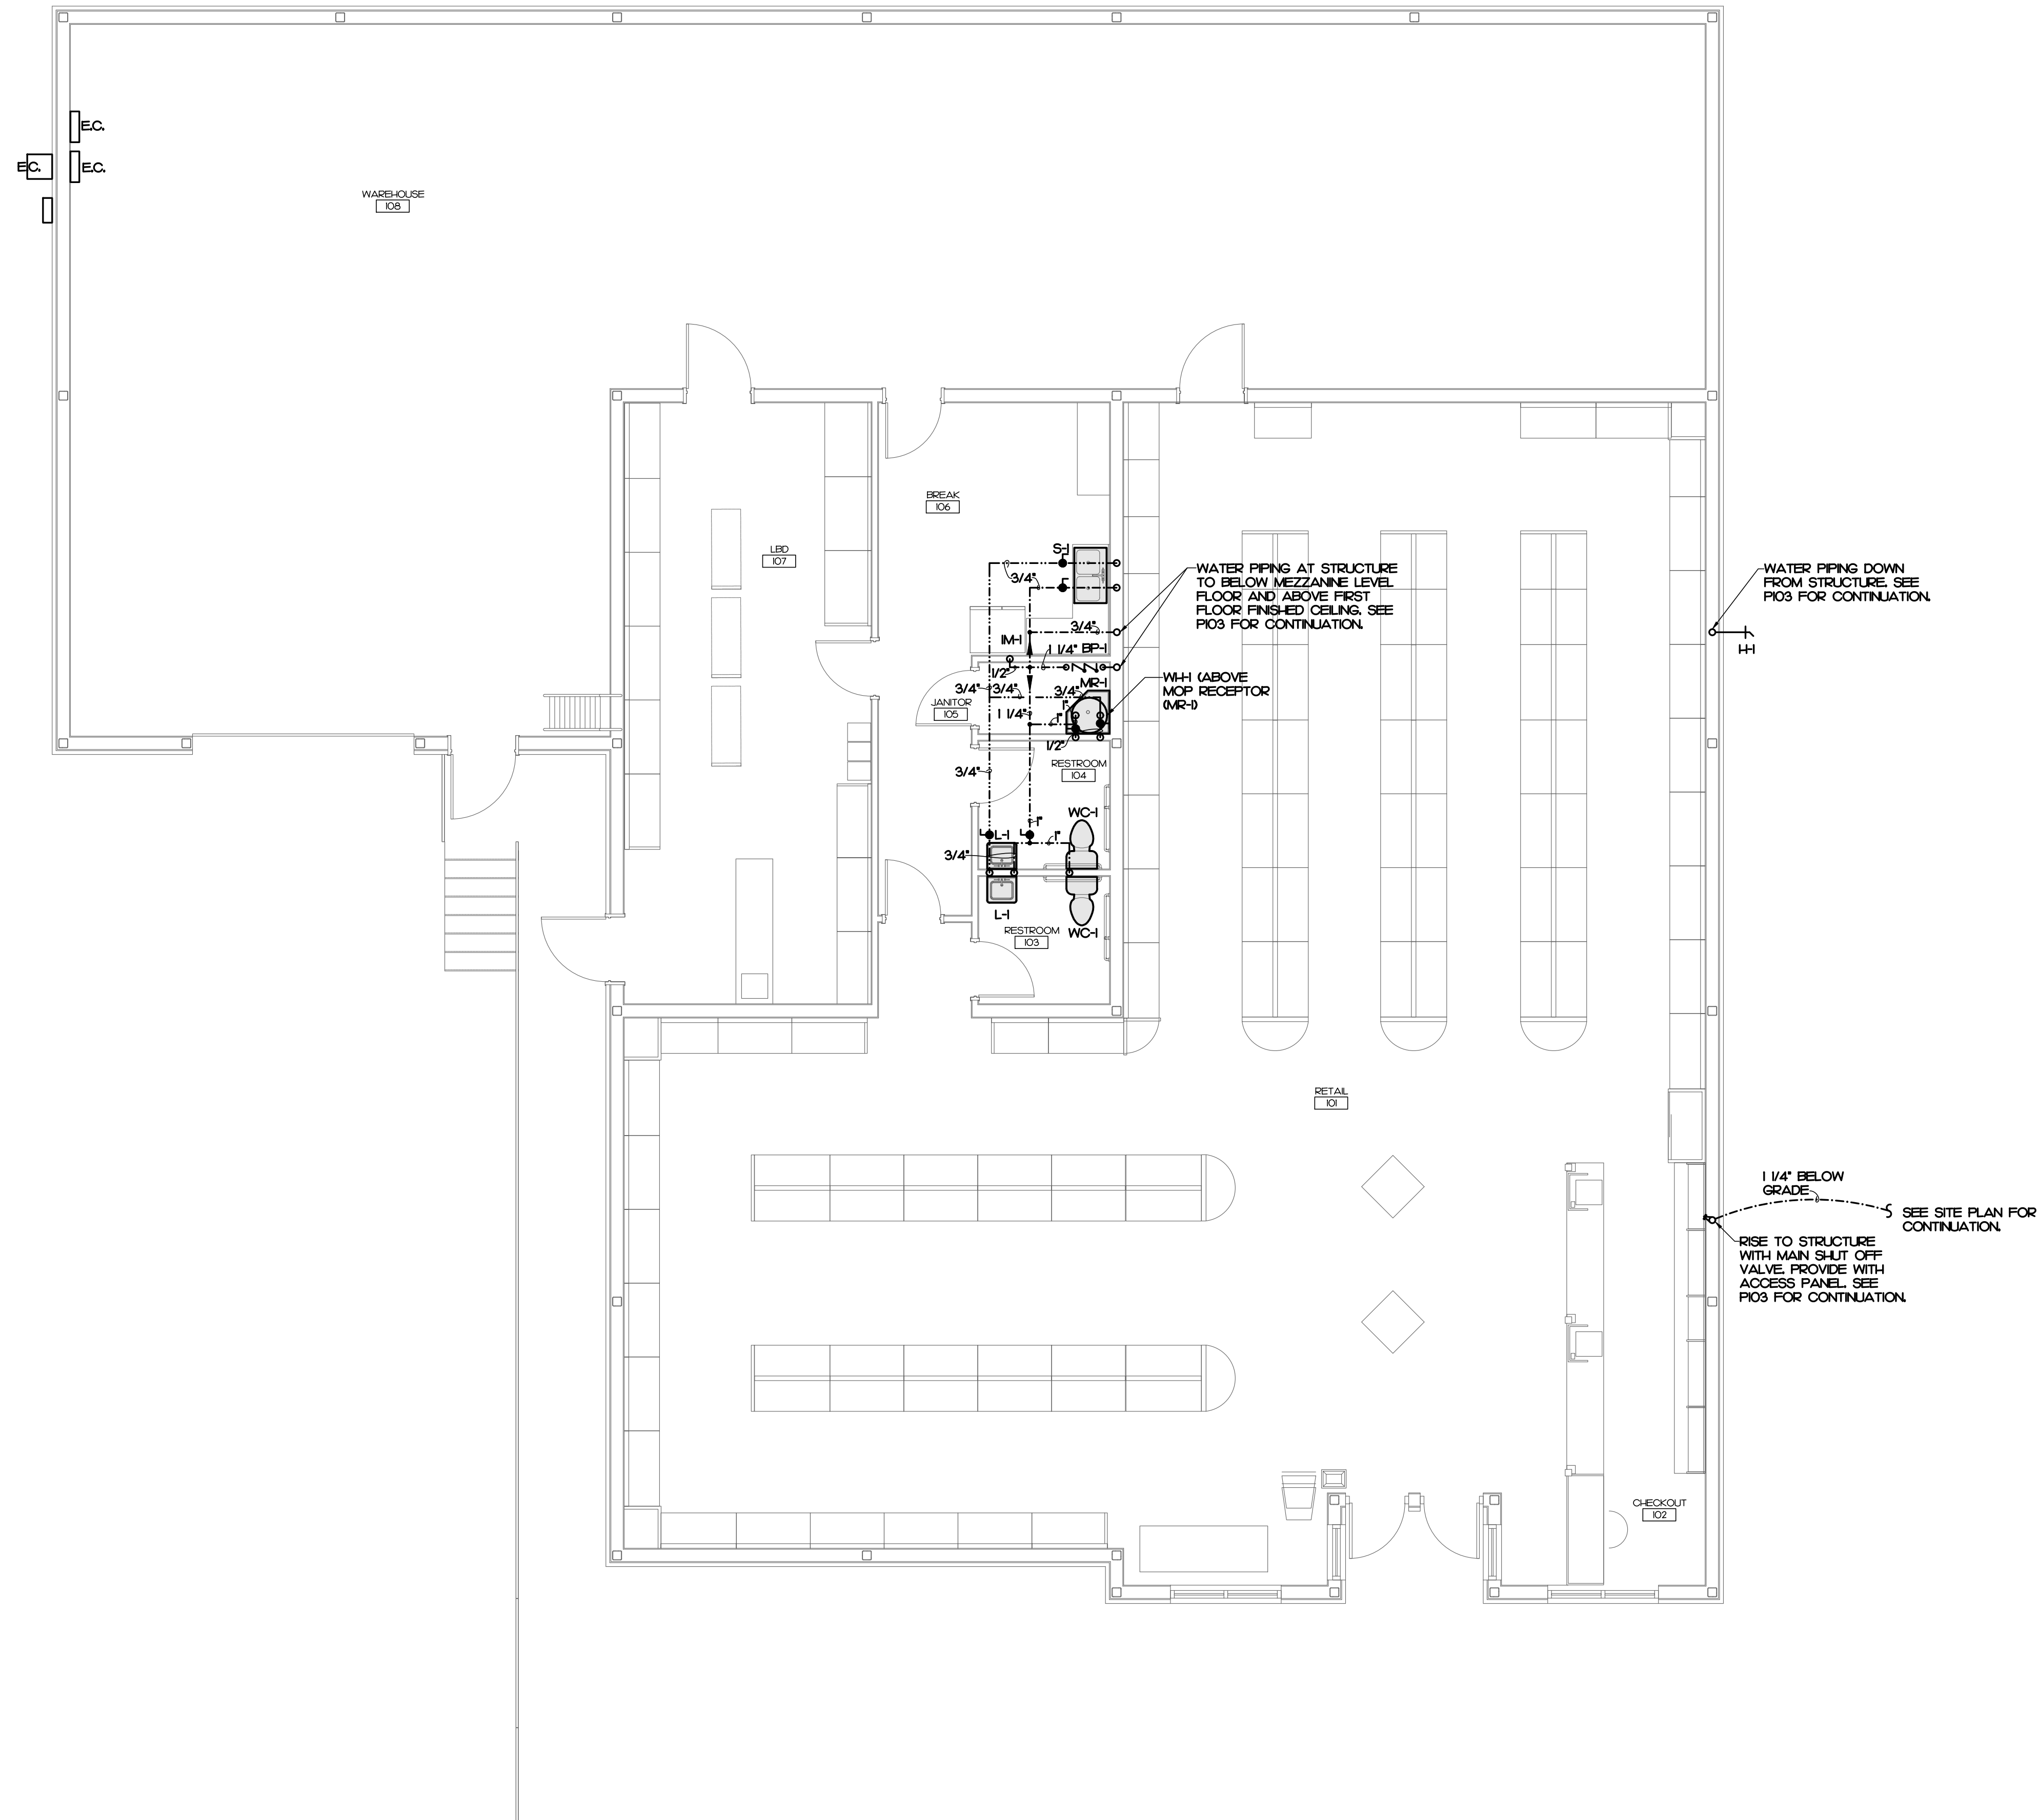 E.C.
E.C.
E.C.
WAREHOUSE
108
BREAK
106
LBD
107
S-1
3/4"
WATER PIPING AT STRUCTURE
TO BELOW MEZZANINE LEVEL
FLOOR AND ABOVE FIRST
FLOOR FINISHED CEILING. SEE
P103 FOR CONTINUATION.
WATER PIPING DOWN
FROM STRUCTURE. SEE
P103 FOR CONTINUATION.
H-1
3/4"
IM-1
1 1/4" BP-1
1/2"
3/4" 3/4"
MR-1
3/4"
WH-1 (ABOVE
MOP RECEPTOR
(MR-1)
JANITOR
105
1"
1 1/4"
1"
1/2"
RESTROOM
104
3/4"
WC-1
1"
L-1
1"
3/4"
L-1
RESTROOM
103
WC-1
RETAIL
101
1 1/4" BELOW
GRADE
SEE SITE PLAN FOR
CONTINUATION.
RISE TO STRUCTURE
WITH MAIN SHUT OFF
VALVE. PROVIDE WITH
ACCESS PANEL. SEE
P103 FOR CONTINUATION.
CHECKOUT
102